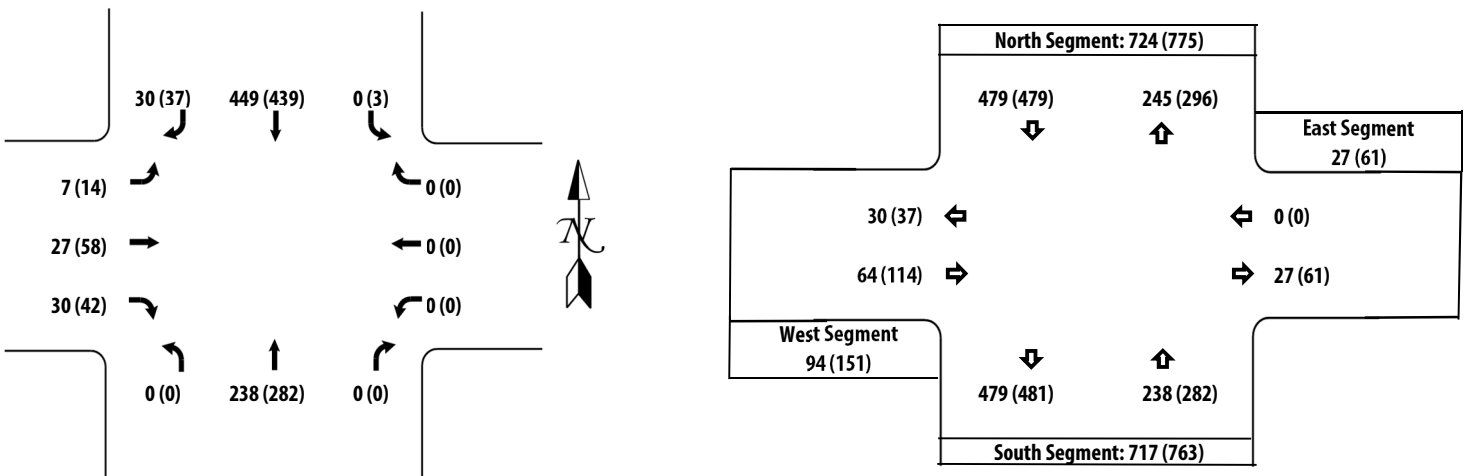 30 (37) 449 (439) 0 (3)
7 (14)
27 (58)
30 (42)
0 (0)
0 (0)
0 (0)
0 (0) 238 (282) 0 (0)
N
North Segment: 724 (775)
479 (479) 245 (296)
East Segment
27 (61)
30 (37) 0 (0)
64 (114) 27 (61)
West Segment
94 (151)
479 (481) 238 (282)
South Segment: 717 (763)